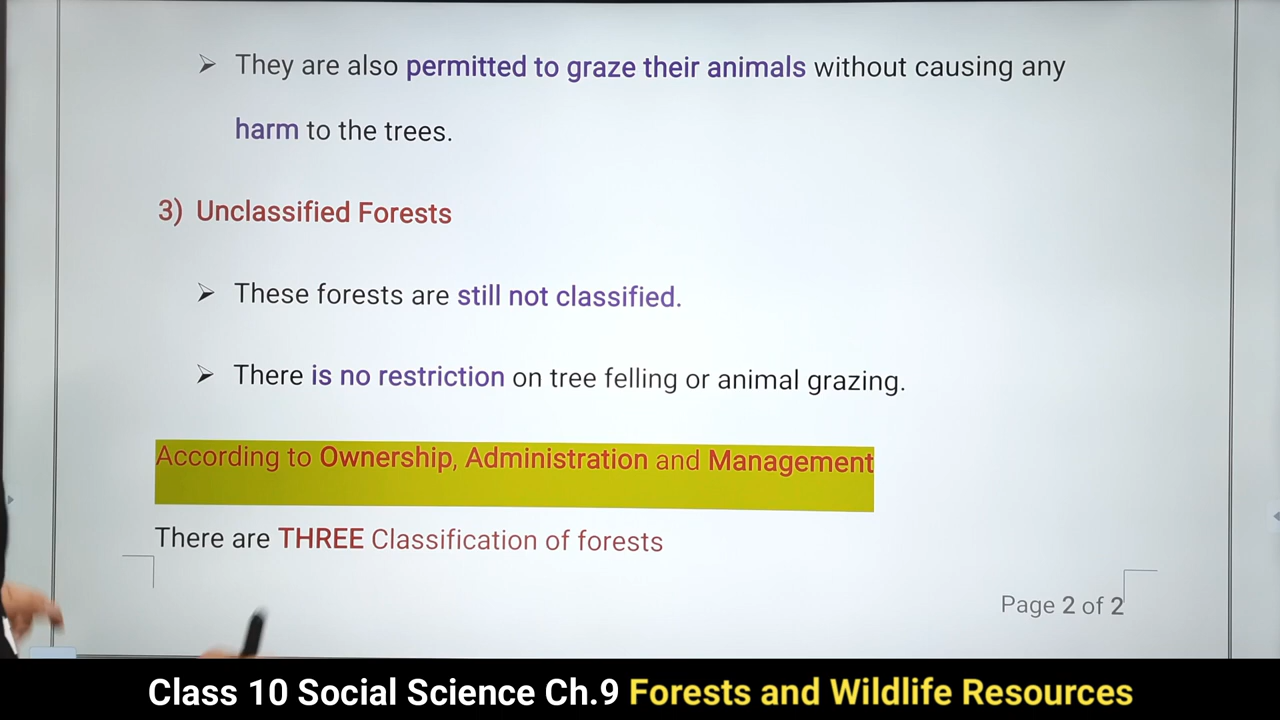 They are also permitted to graze their animals without causing any
harm to the trees.
3) Unclassified Forests
These forests are still not classified.
There is no restriction on tree felling or animal grazing.
According to Ownership, Administration and Management
There are THREE Classification of forests
Page 2 of 2
Class 10 Social Science Ch.9 Forests and Wildlife Resources